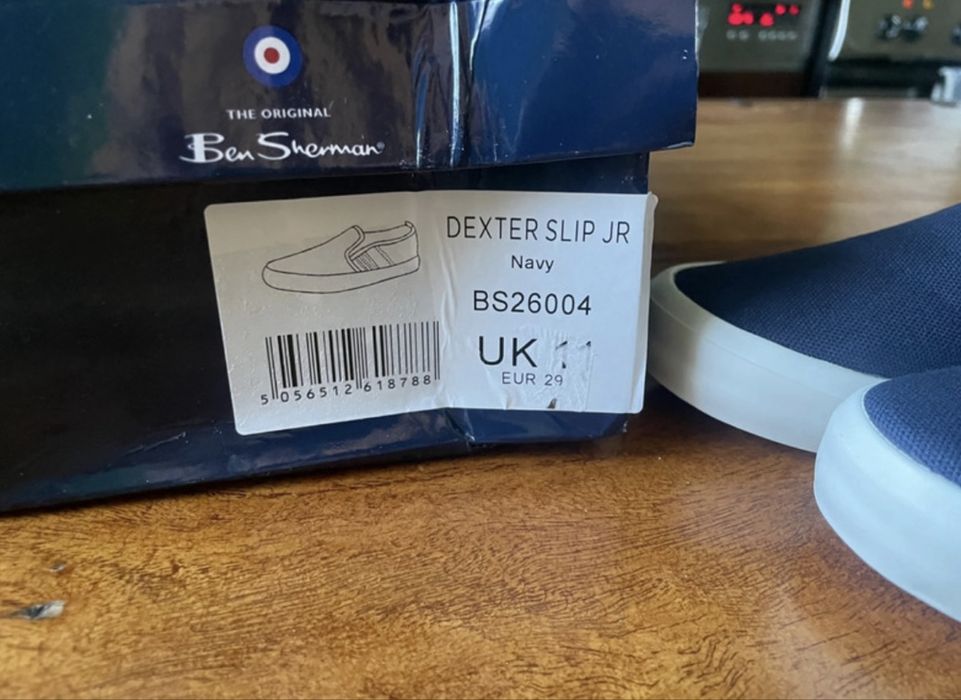 THE ORIGINAL
Ben Sherman®
DEXTER SLIP JR
Navy
BS26004
UK 11
EUR 29
5 056512 618788